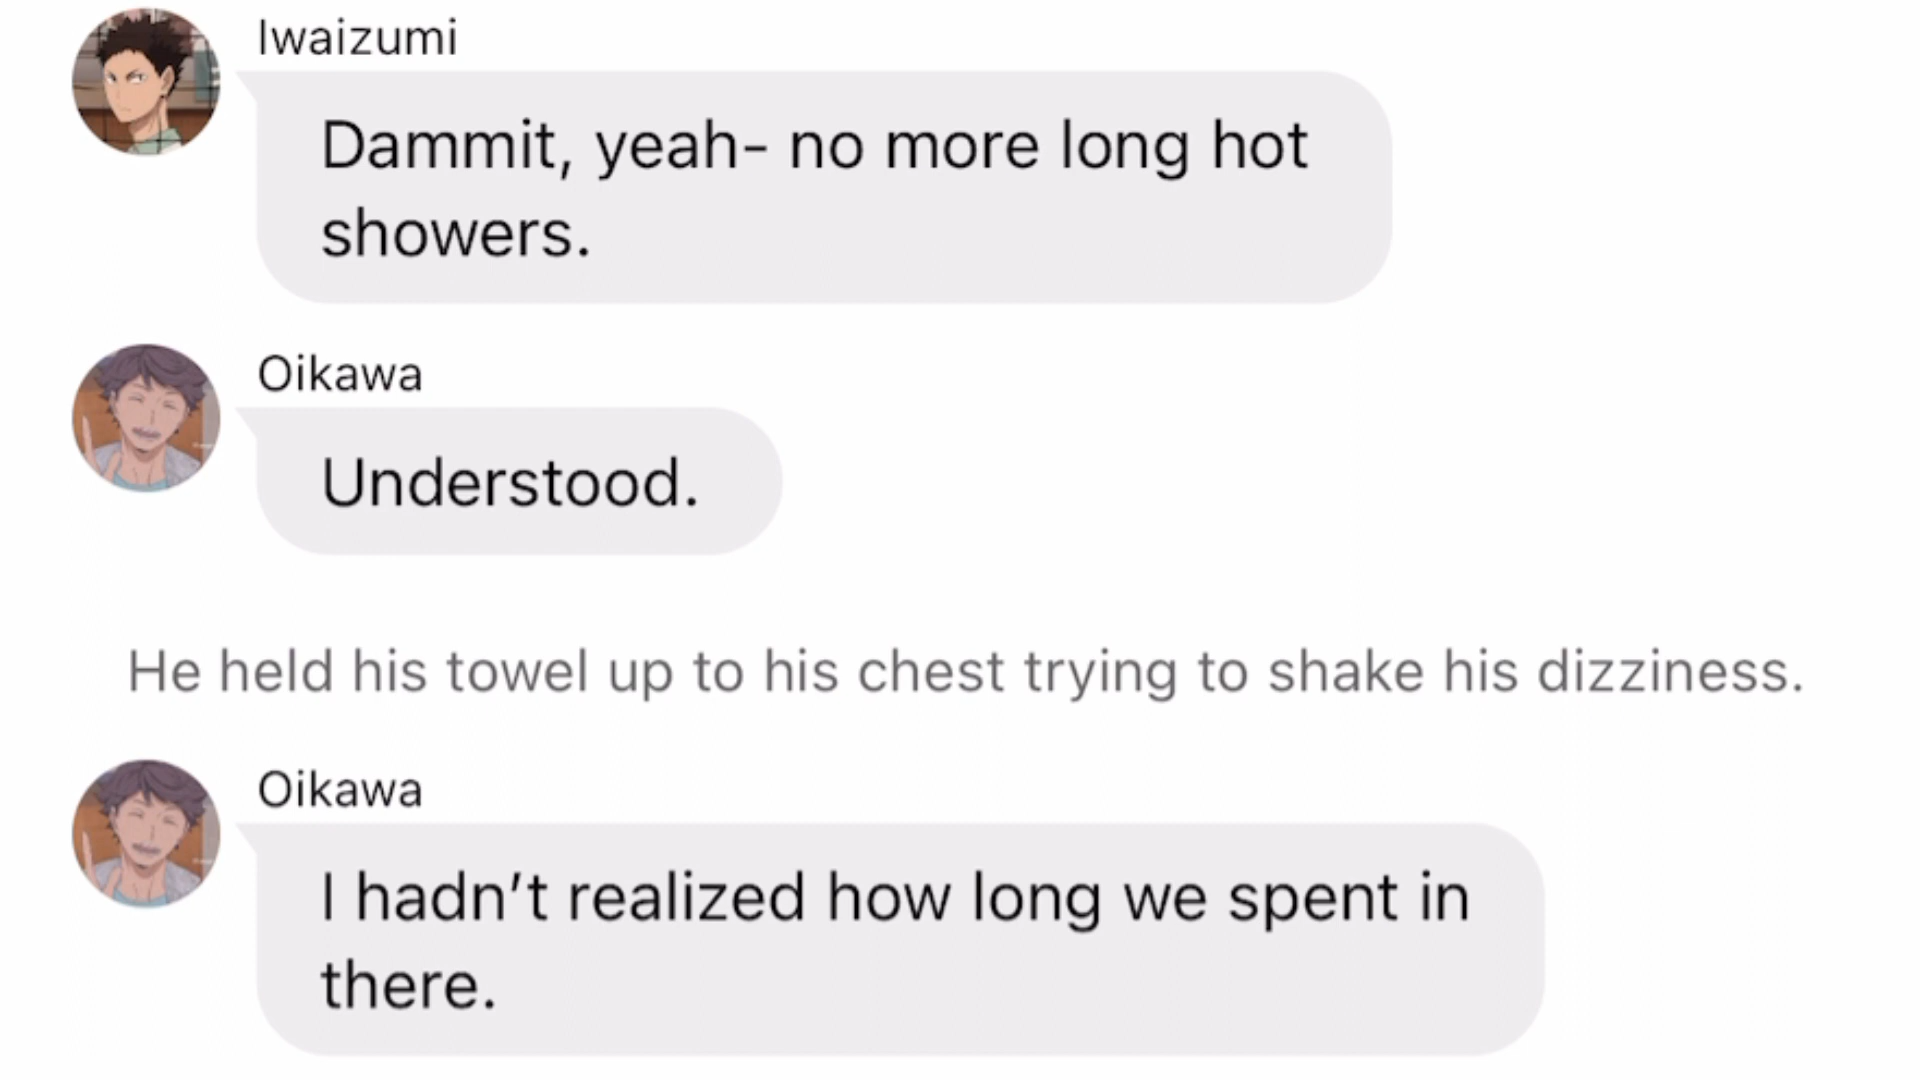 Iwaizumi
Dammit, yeah- no more long hot
showers.
Oikawa
Understood.
He held his towel up to his chest trying to shake his dizziness.
Oikawa
I hadn’t realized how long we spent in
there.